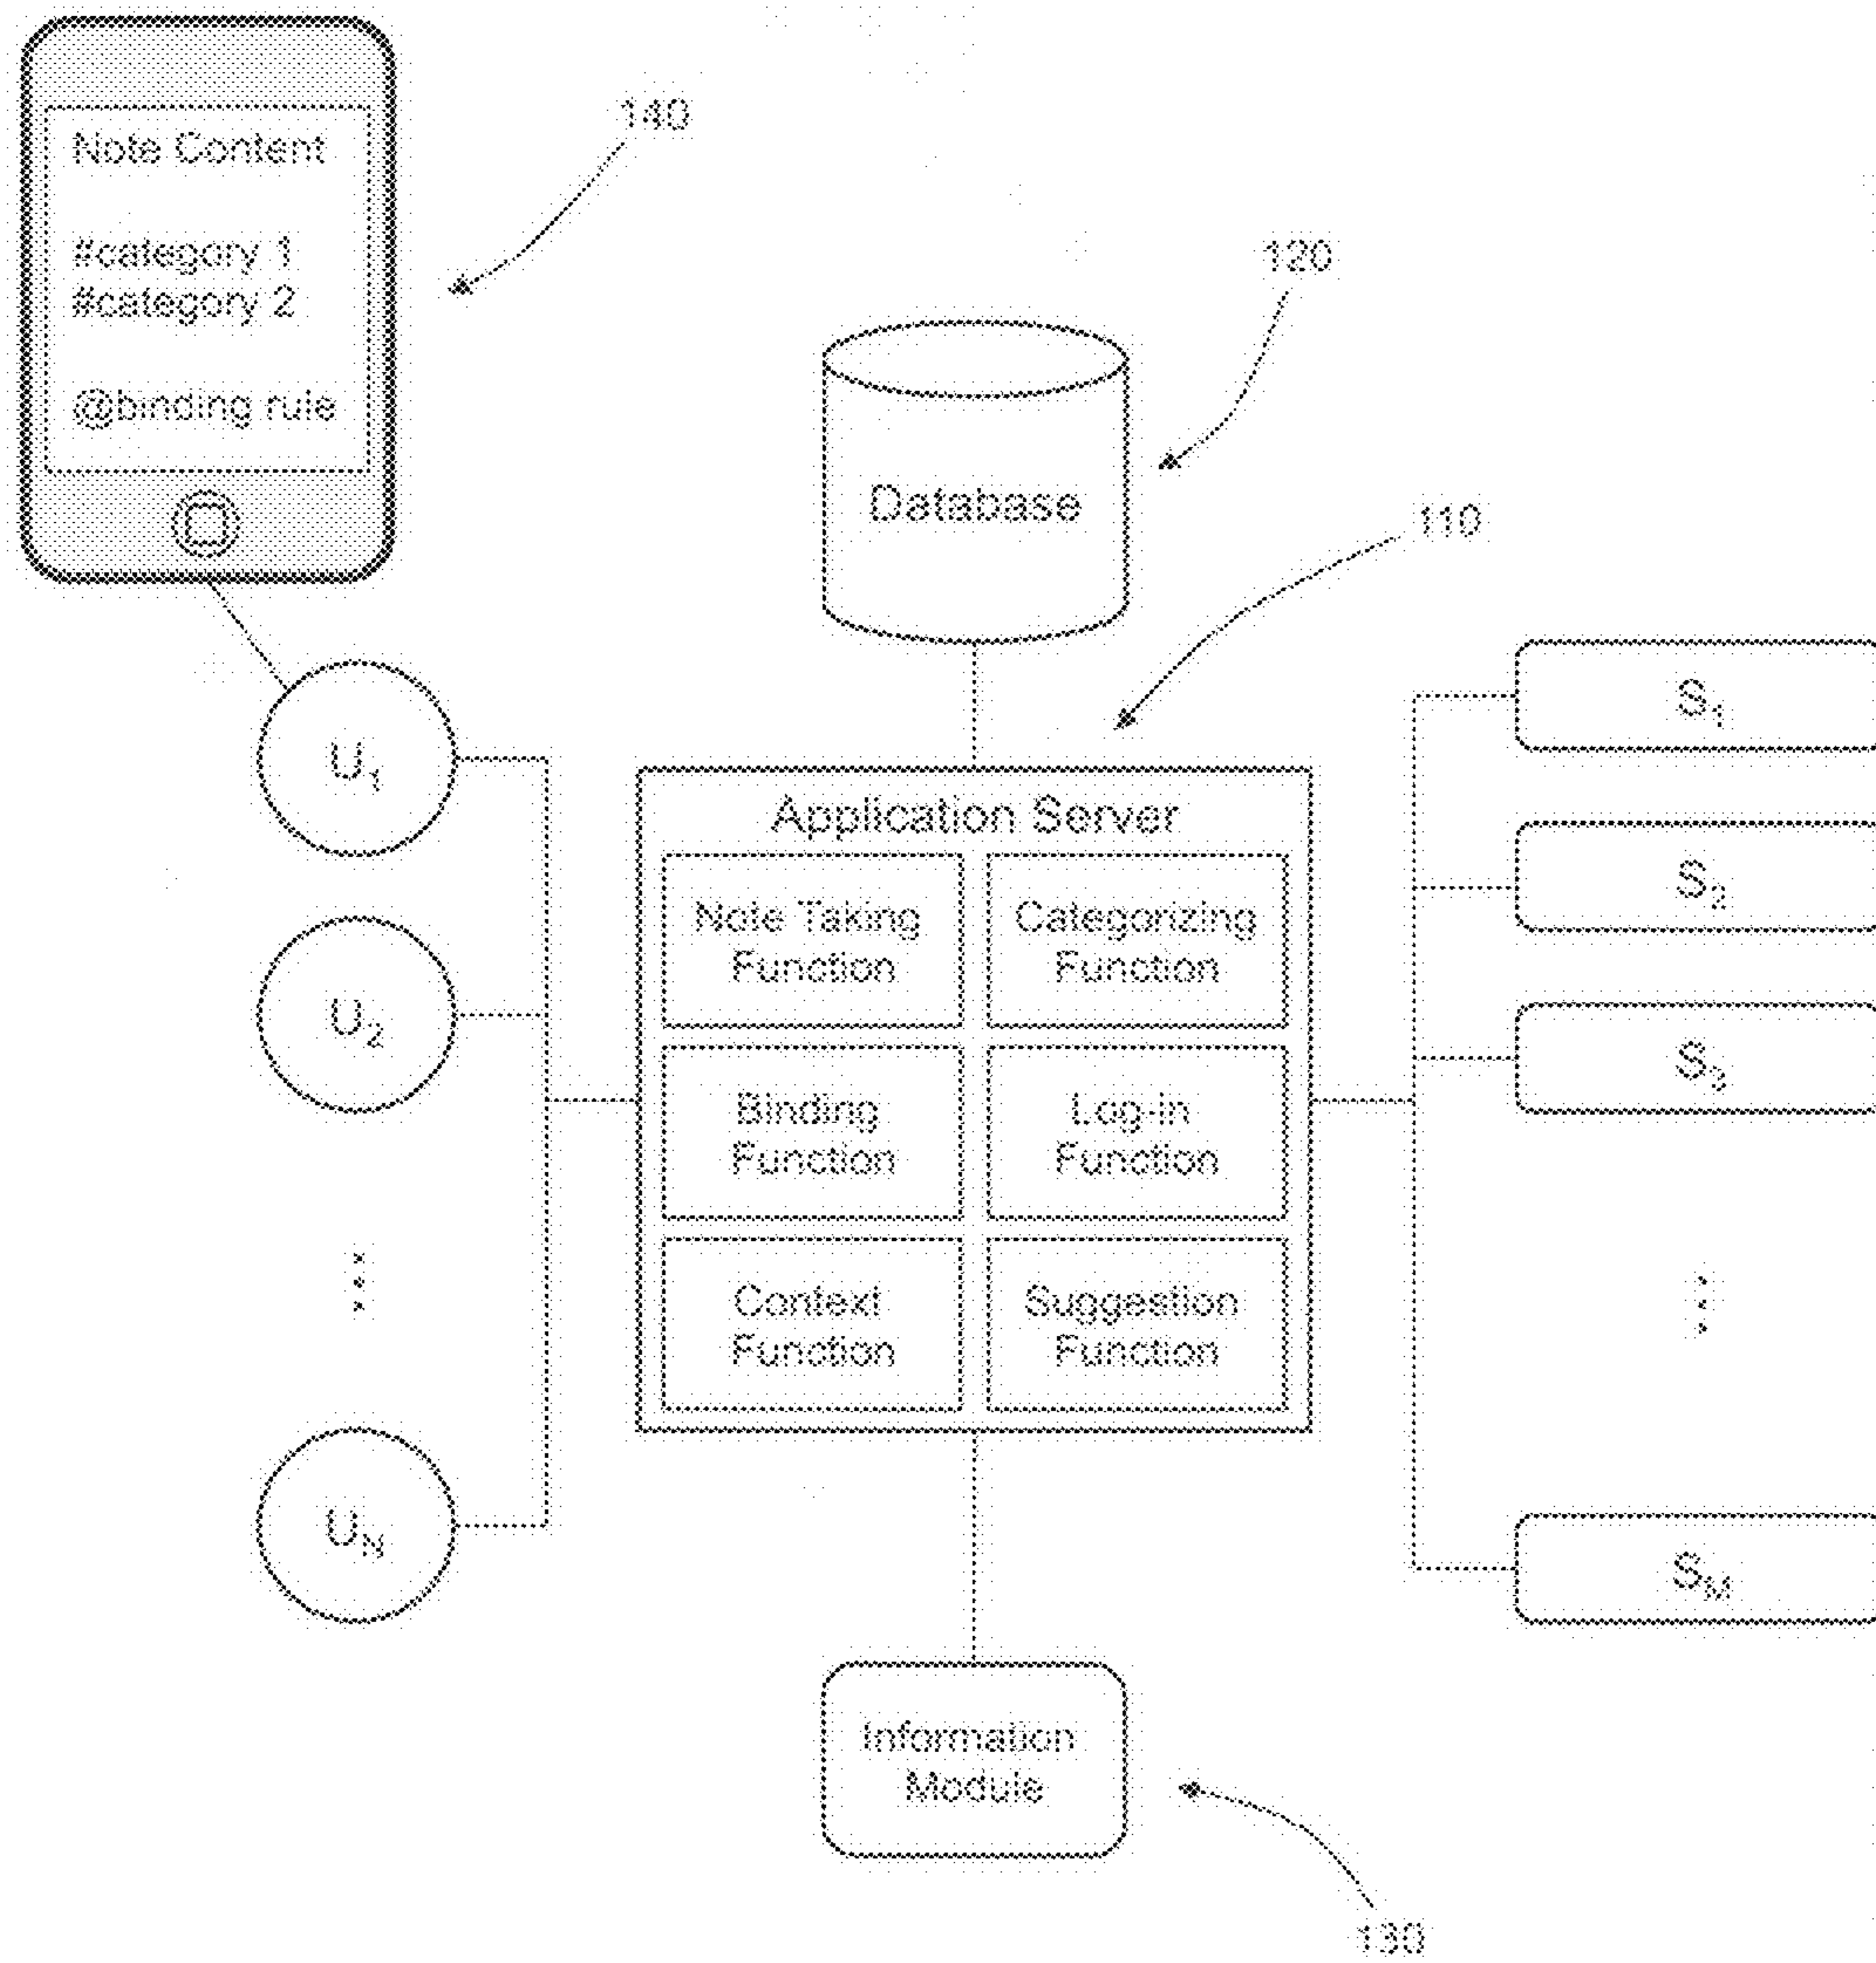 140
Note Content
#category 1
#category 2
@binding rule
120
Database
110
U1
U2
UN
Application Server
Note Taking
Function
Categorizing
Function
Binding
Function
Log-in
Function
Context
Function
Suggestion
Function
S1
S2
S3
SM
Information
Module
130